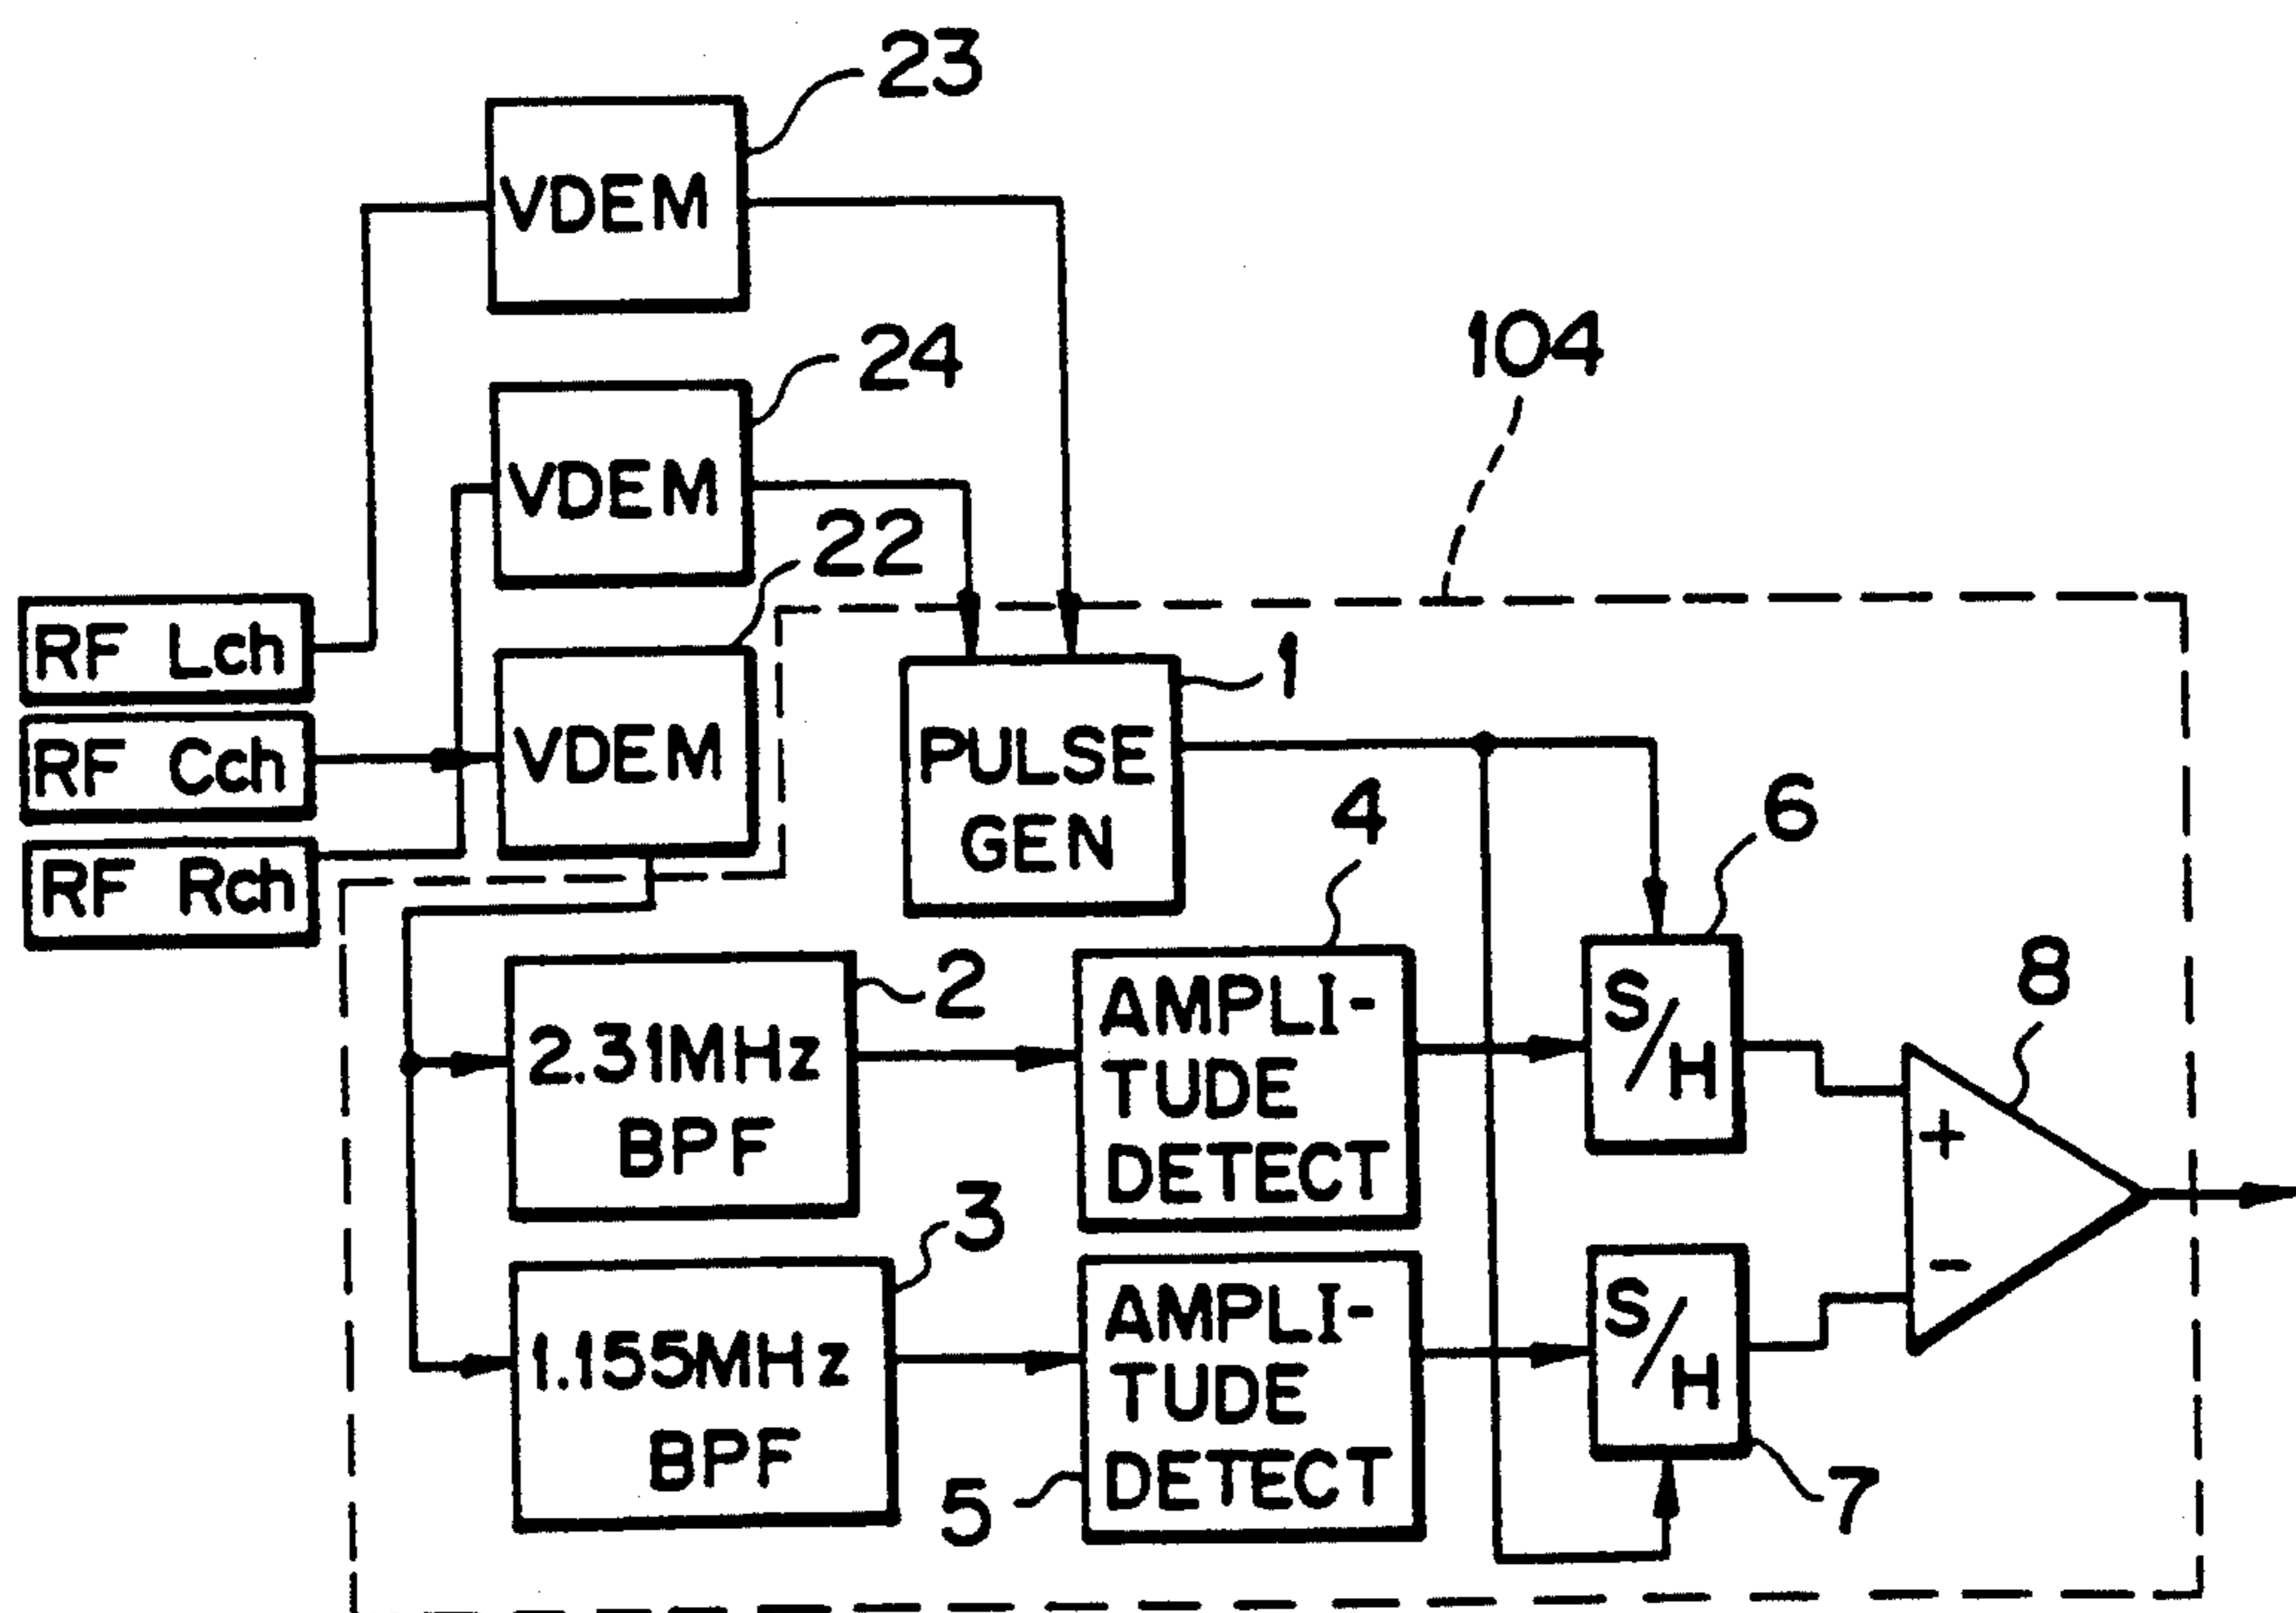 23
VDEM
24
VDEM
22
104
RF Lch
RF Cch
RF Rch
VDEM
1
PULSE
GEN
4
6
2
2.31MHz
BPF
AMPLI-
TUDE
DETECT
S/H
8
+
-
3
1.155MHz
BPF
5
AMPLI-
TUDE
DETECT
S/H
7